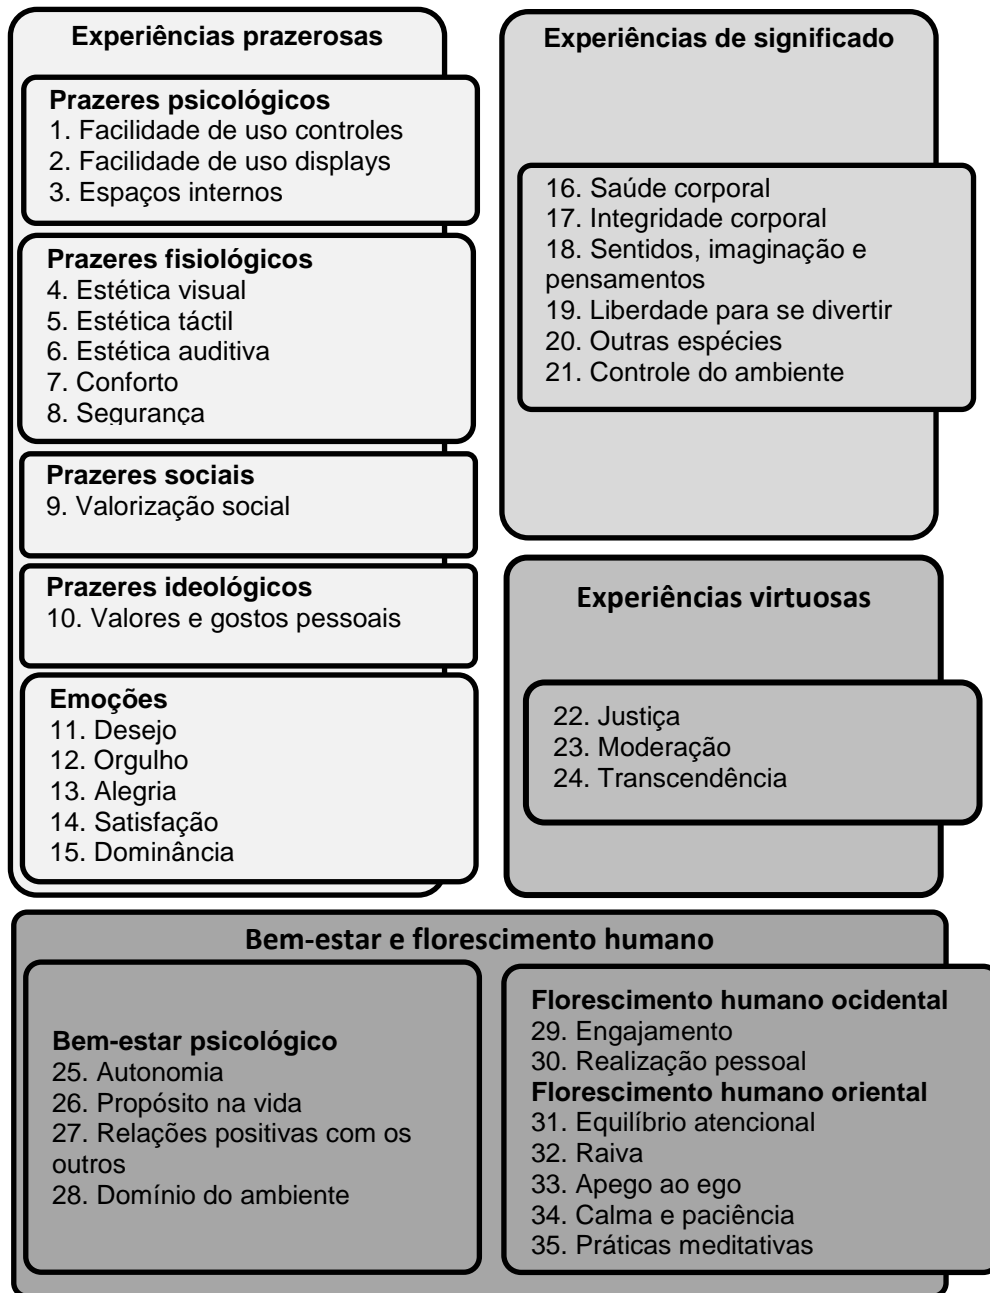 Experiências prazerosas
Prazeres psicológicos
1. Facilidade de uso controles
2. Facilidade de uso displays
3. Espaços internos
Prazeres fisiológicos
4. Estética visual
5. Estética táctil
6. Estética auditiva
7. Conforto
8. Segurança
Prazeres sociais
9. Valorização social
Prazeres ideológicos
10. Valores e gostos pessoais
Emoções
11. Desejo
12. Orgulho
13. Alegria
14. Satisfação
15. Dominância
Experiências de significado
16. Saúde corporal
17. Integridade corporal
18. Sentidos, imaginação e
pensamentos
19. Liberdade para se divertir
20. Outras espécies
21. Controle do ambiente
Experiências virtuosas
22. Justiça
23. Moderação
24. Transcendência
Bem-estar e florescimento humano
Bem-estar psicológico
25. Autonomia
26. Propósito na vida
27. Relações positivas com os
outros
28. Domínio do ambiente
Florescimento humano ocidental
29. Engajamento
30. Realização pessoal
Florescimento humano oriental
31. Equilíbrio atencional
32. Raiva
33. Apego ao ego
34. Calma e paciência
35. Práticas meditativas